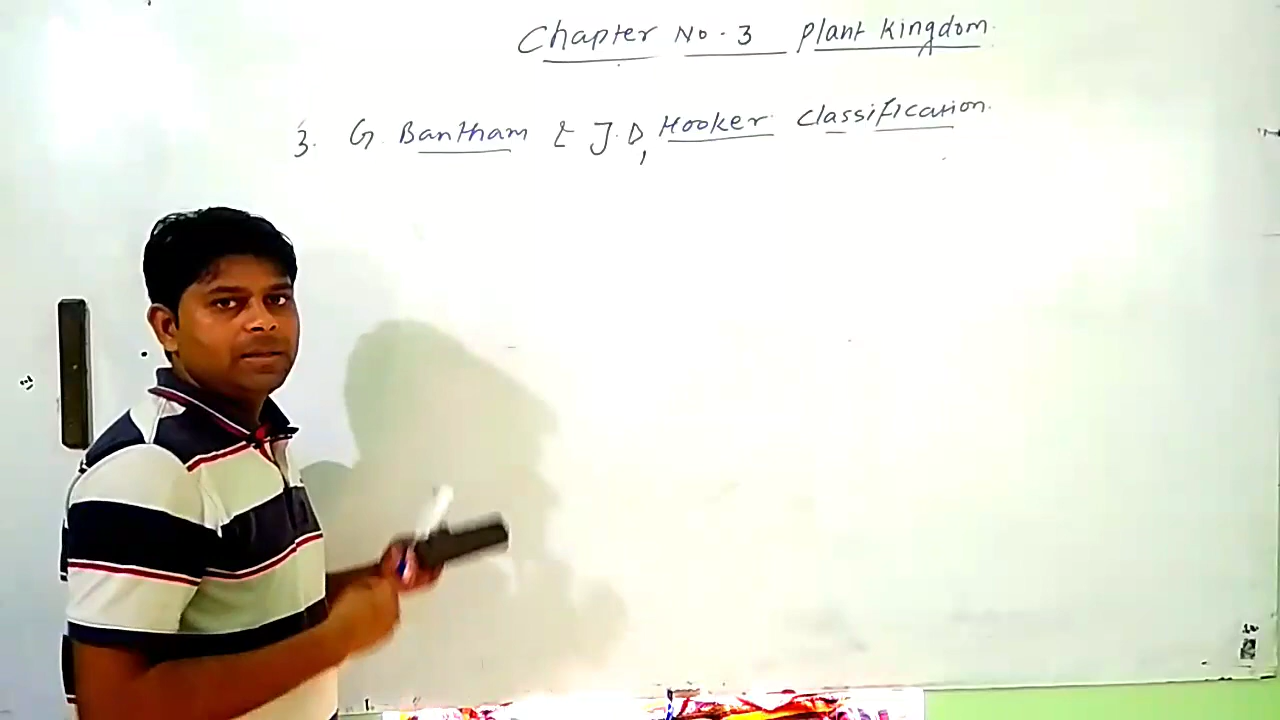 Chapter No. 3 Plant Kingdom.
3. G. Bantham & J.D, Hooker Classification.